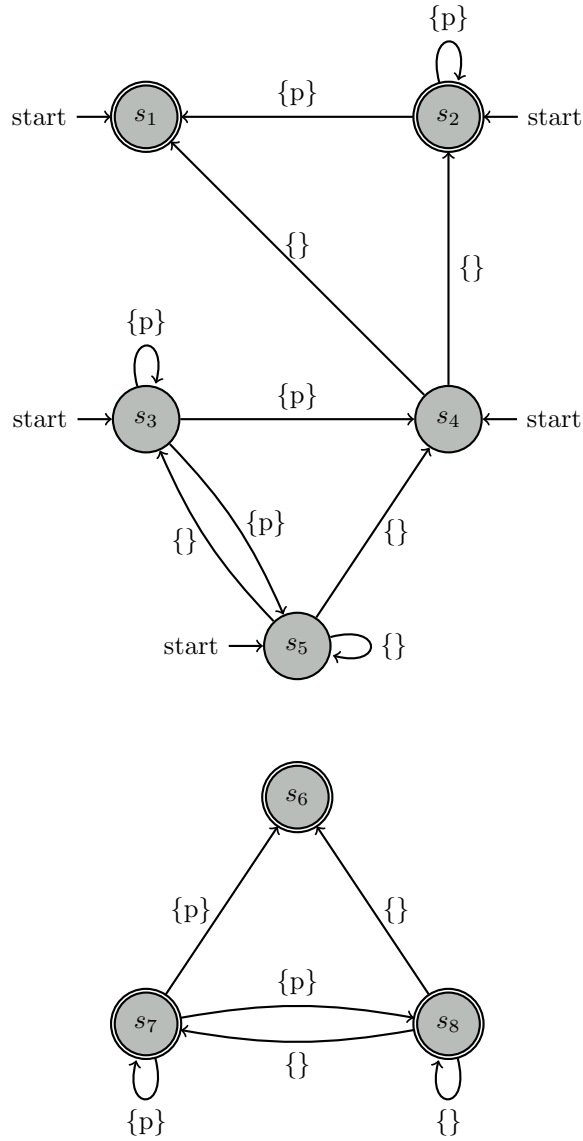 {p}
start s1 {p} s2 start
{}
{}
{p}
start s3 {p} s4 start
{p}
{} {}
start s5 {}
s6
{p} {}
{p}
s7 s8
{}
{p} {}